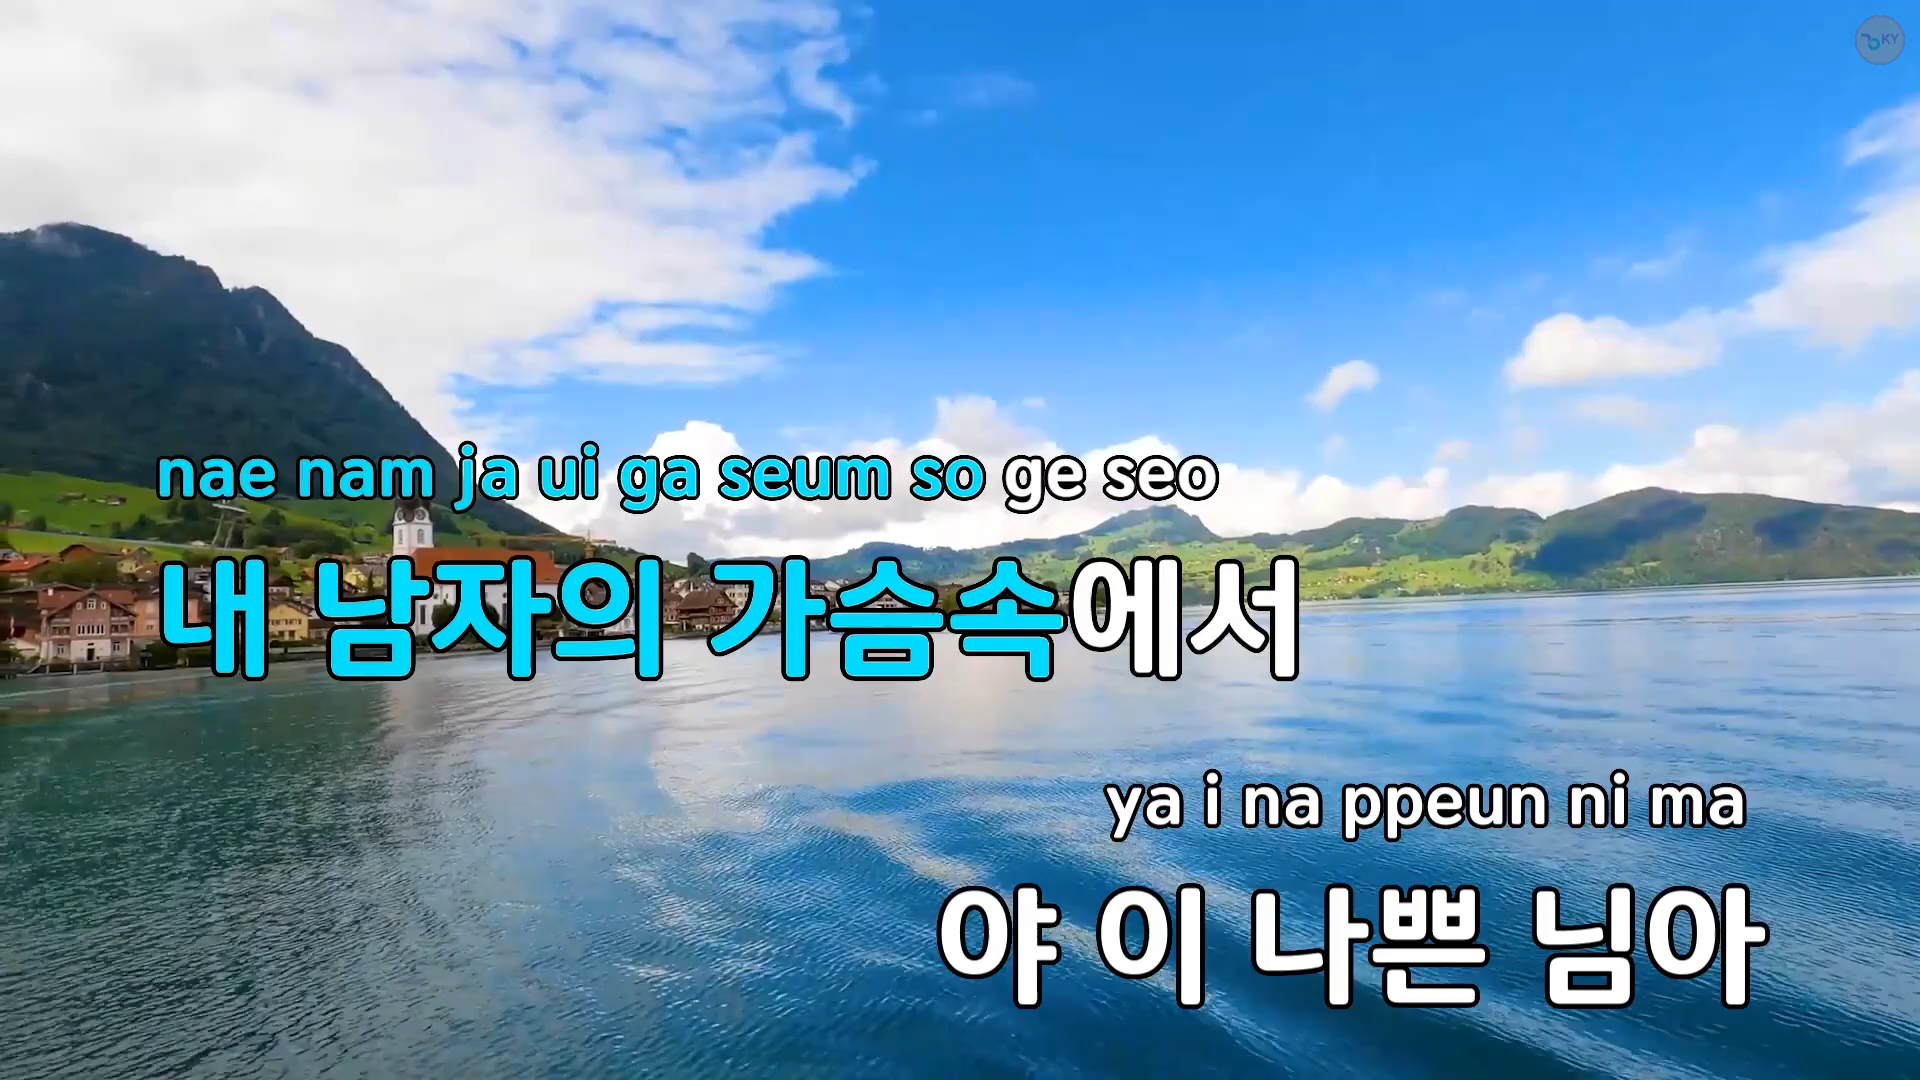 KY
nae nam ja ui ga seum so ge seo
내 남자의 가슴속에서
ya i na ppeun ni ma
야 이 나쁜 님아